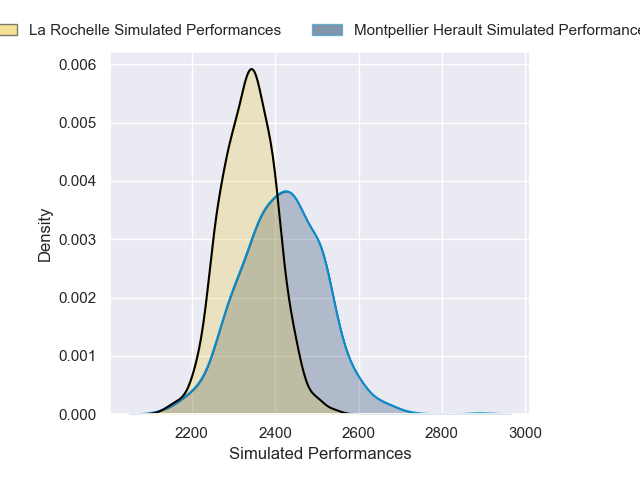 La Rochelle Simulated Performances Montpellier Herault Simulated Performance
0.006
0.005
0.004
0.003
0.002
0.001
0.000
Density
2200 2400 2600 2800 3000
Simulated Performances